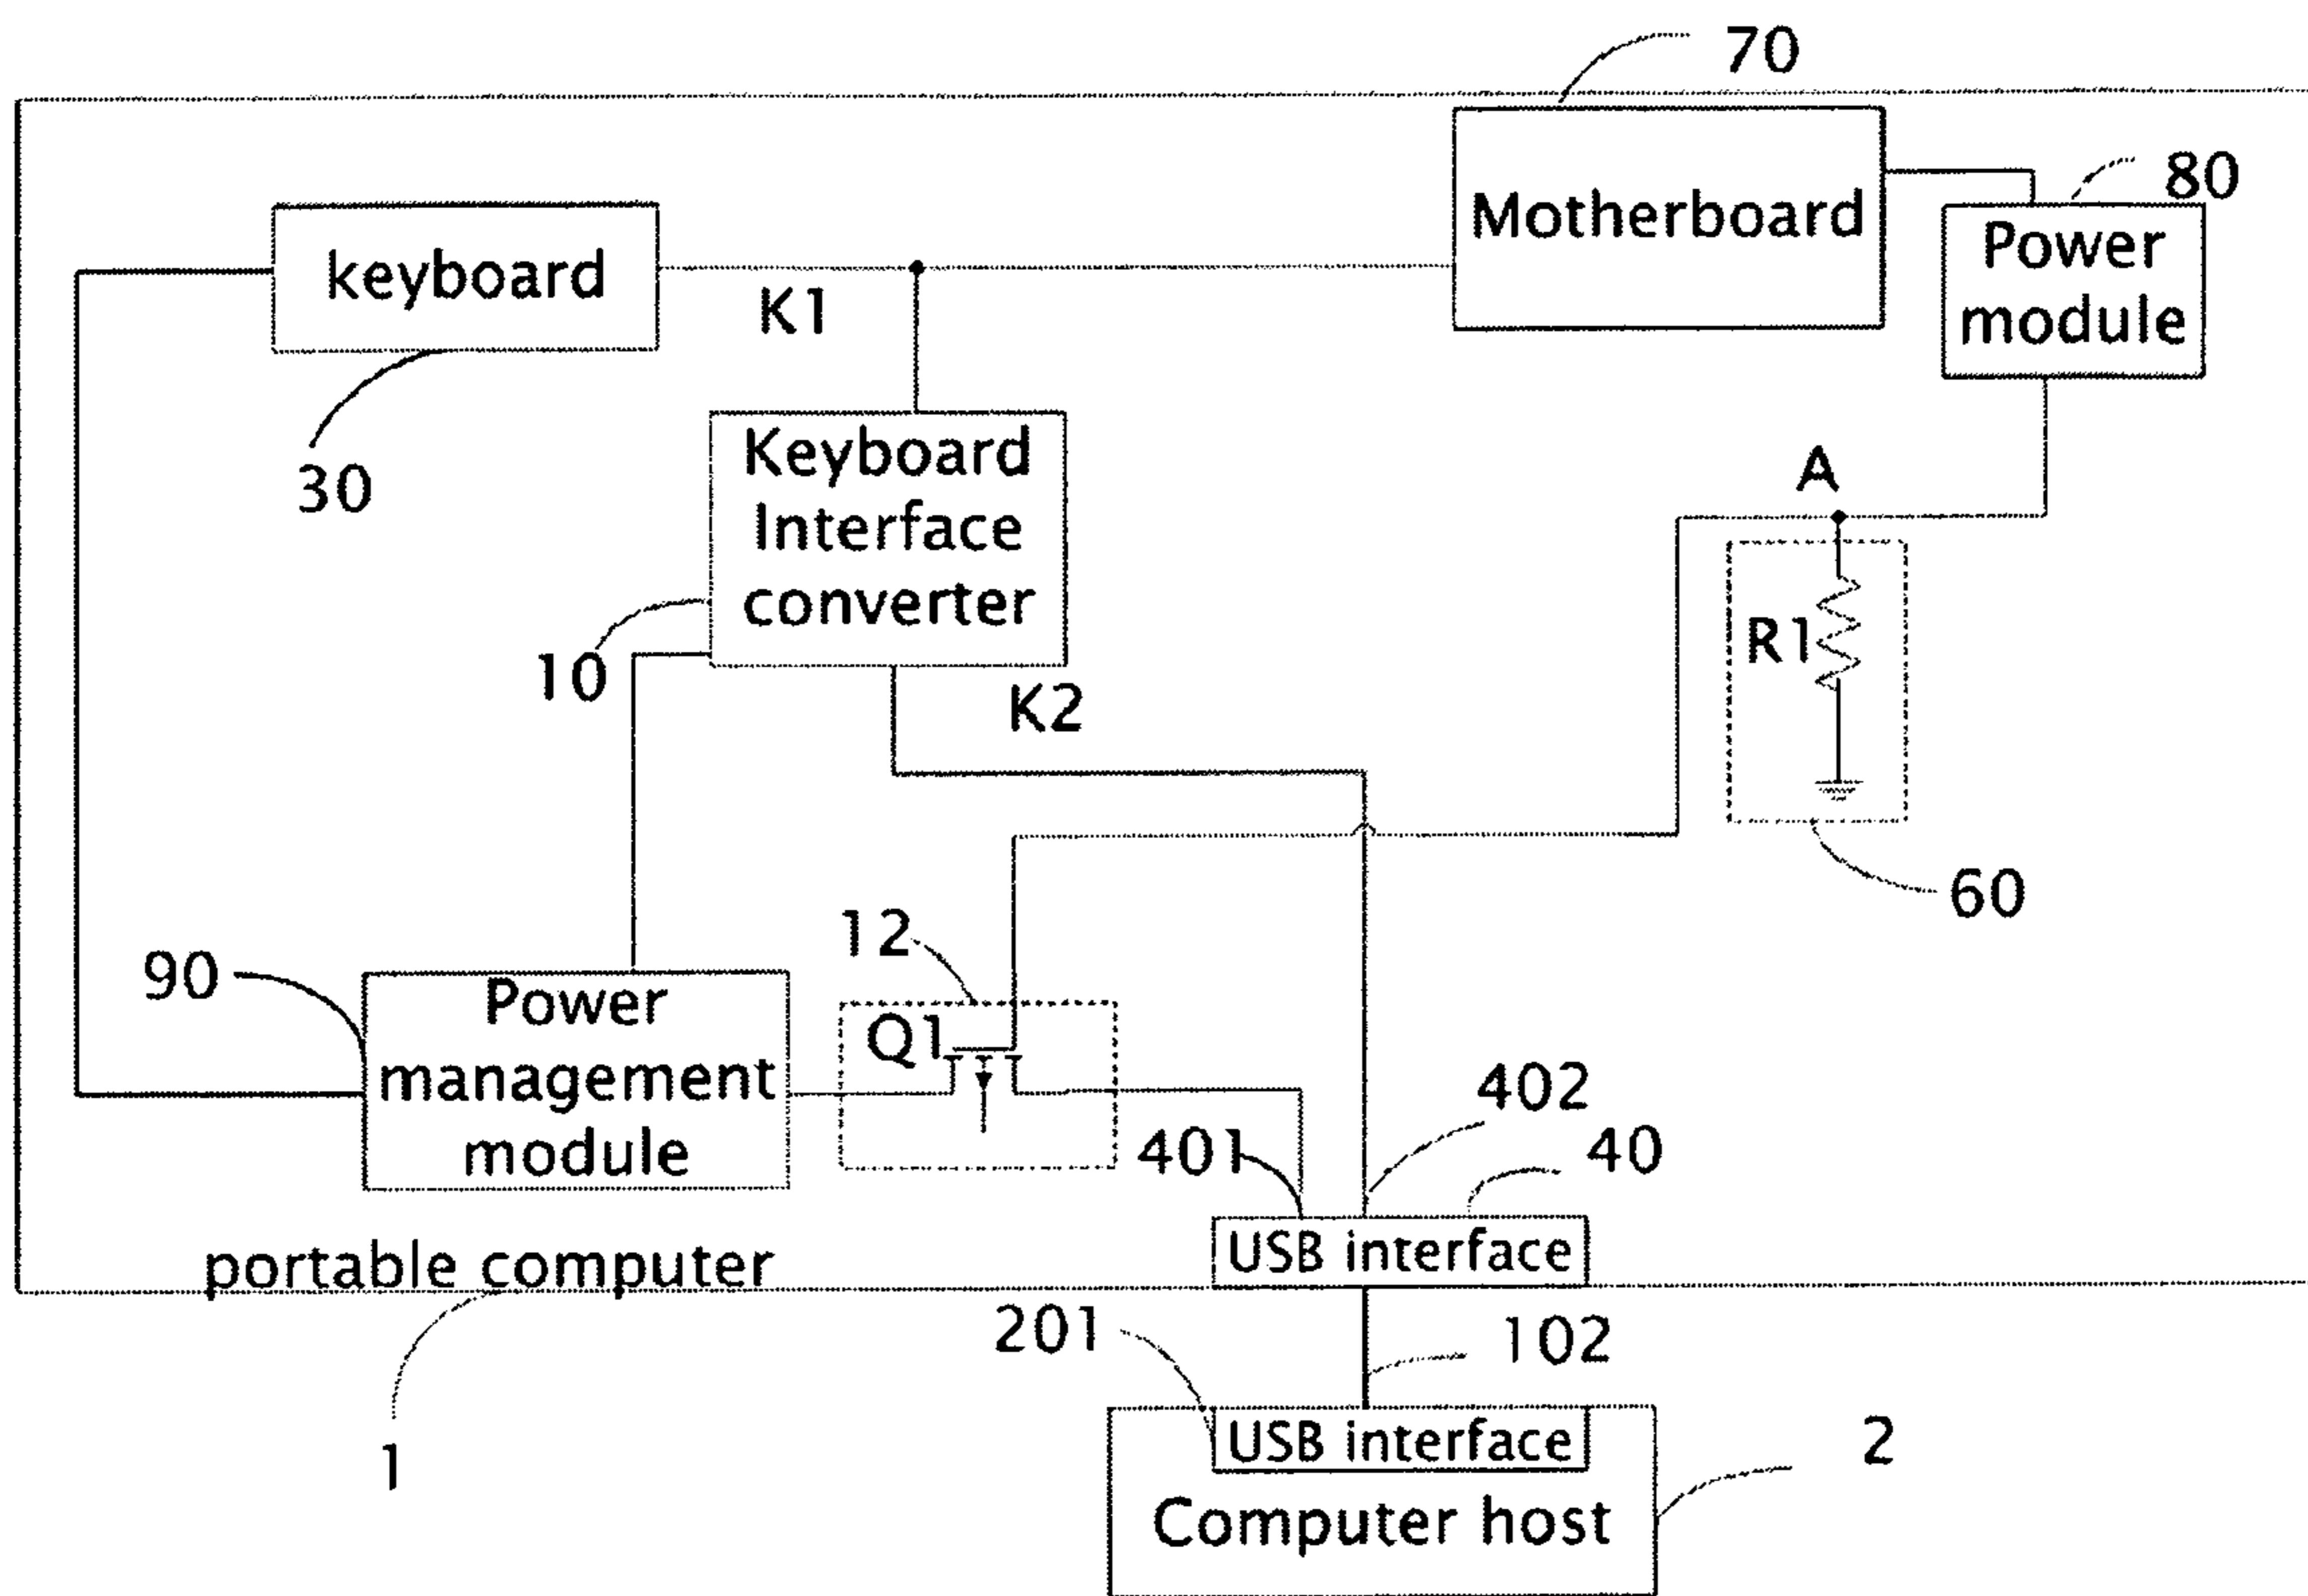 70
80
Motherboard
Power
module
keyboard
K1
30
Keyboard
Interface
converter
A
10
R1
K2
60
12
90
Power
management
module
Q1
402
401
40
USB interface
portable computer
201
102
1
USB interface
2
Computer host